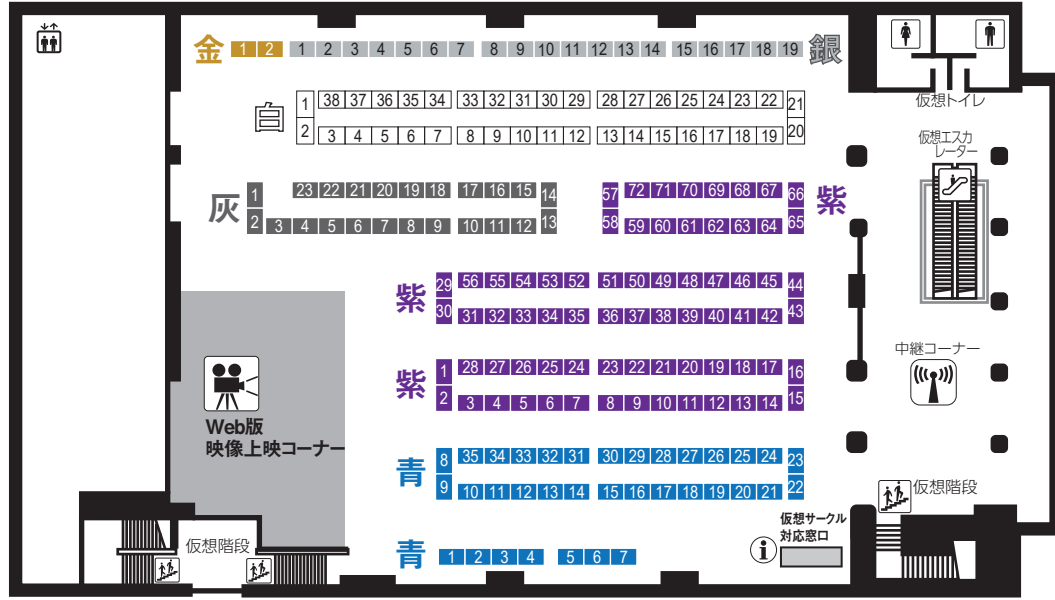 金 1 2 1 2 3 4 5 6 7 8 9 10 11 12 13 14 15 16 17 18 19 銀
仮想トイレ
白 1 38 37 36 35 34 33 32 31 30 29 28 27 26 25 24 23 22 21
2 3 4 5 6 7 8 9 10 11 12 13 14 15 16 17 18 19 20
仮想エスカ
レーター
灰 1 23 22 21 20 19 18 17 16 15 14
2 3 4 5 6 7 8 9 10 11 12 13
57 72 71 70 69 68 67 66 紫
58 59 60 61 62 63 64 65
紫 29 56 55 54 53 52 51 50 49 48 47 46 45 44
30 31 32 33 34 35 36 37 38 39 40 41 42 43
中継コーナー
紫 1 28 27 26 25 24 23 22 21 20 19 18 17 16
2 3 4 5 6 7 8 9 10 11 12 13 14 15
Web版
映像上映コーナー
青 8 35 34 33 32 31 30 29 28 27 26 25 24 23
9 10 11 12 13 14 15 16 17 18 19 20 21 22
仮想階段
仮想サークル
対応窓口
仮想階段
青 1 2 3 4 5 6 7